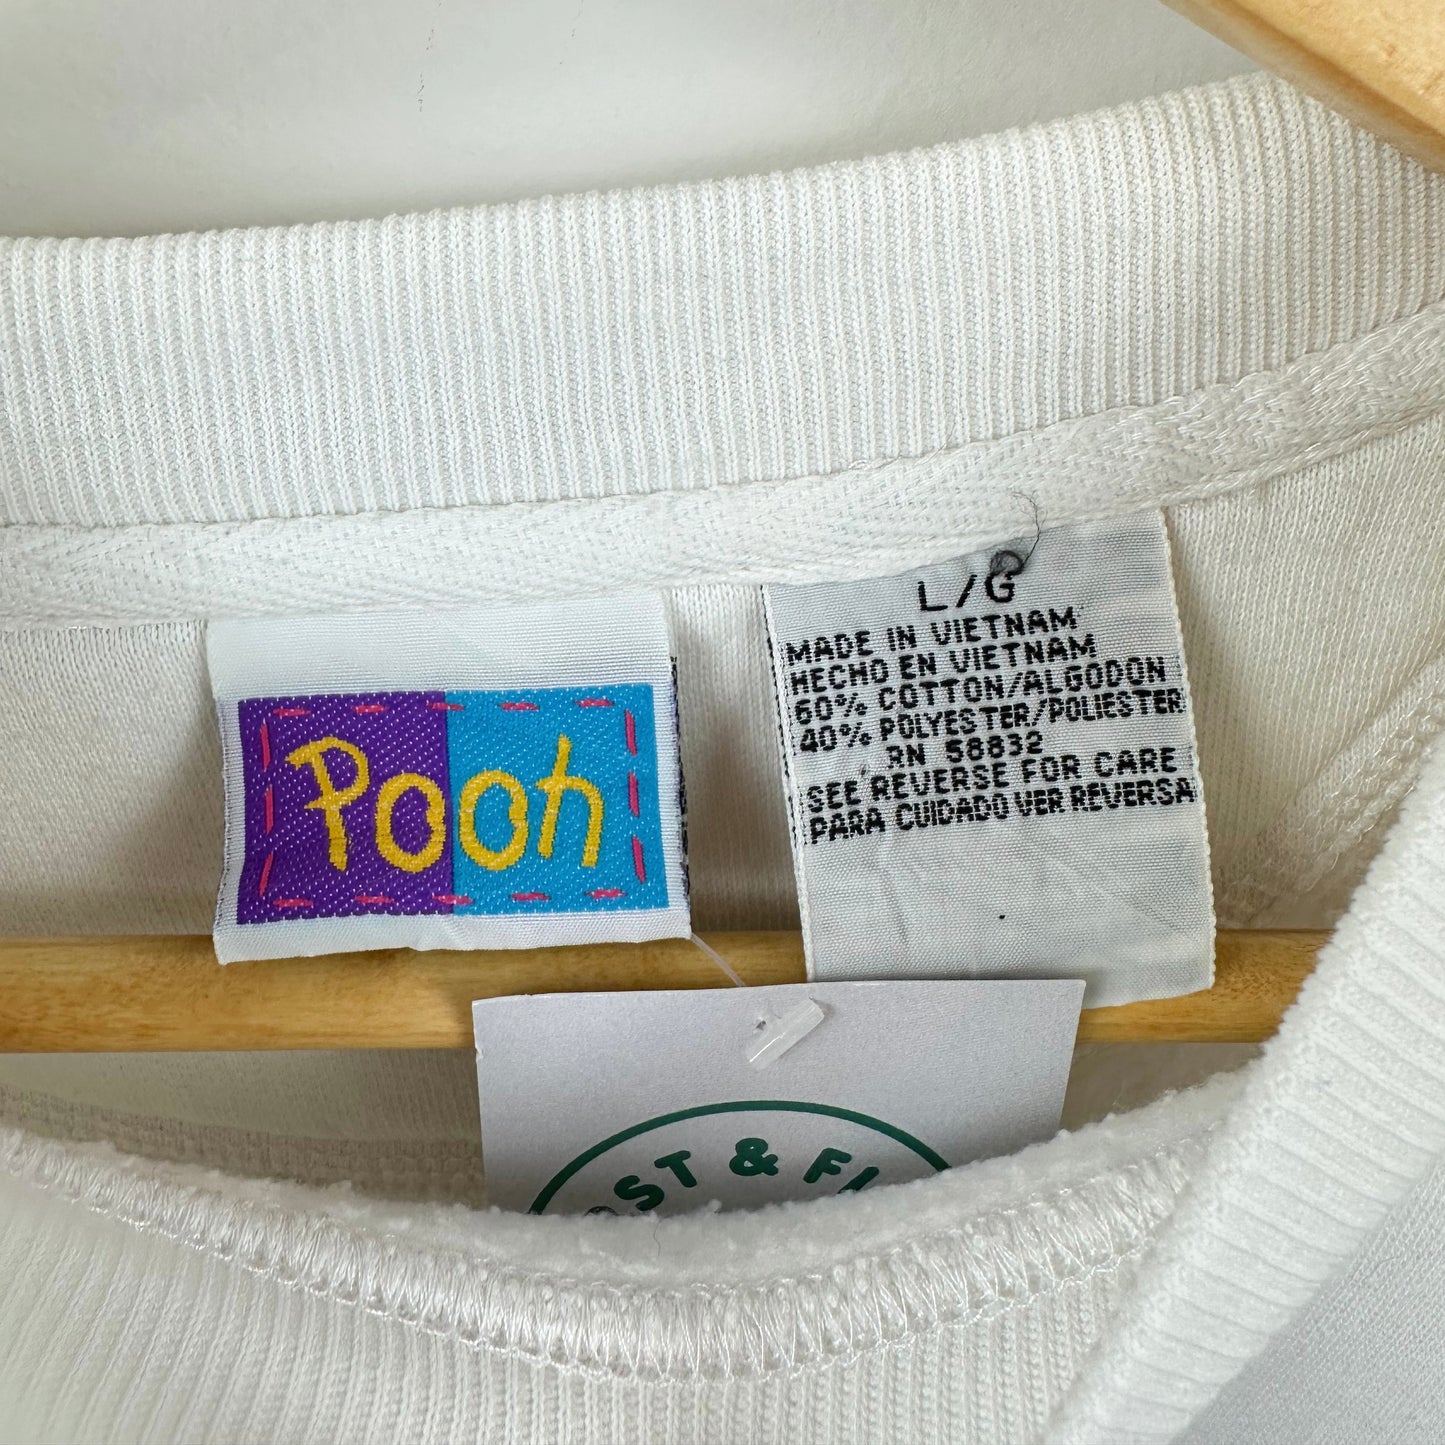 Pooh
L/G
MADE IN VIETNAM
HECHO EN VIETNAM
60% COTTON/ALGODON
40% POLYESTER/POLIESTER
RN 58832
SEE REVERSE FOR CARE
PARA CUIDADO VER REVERSA
&